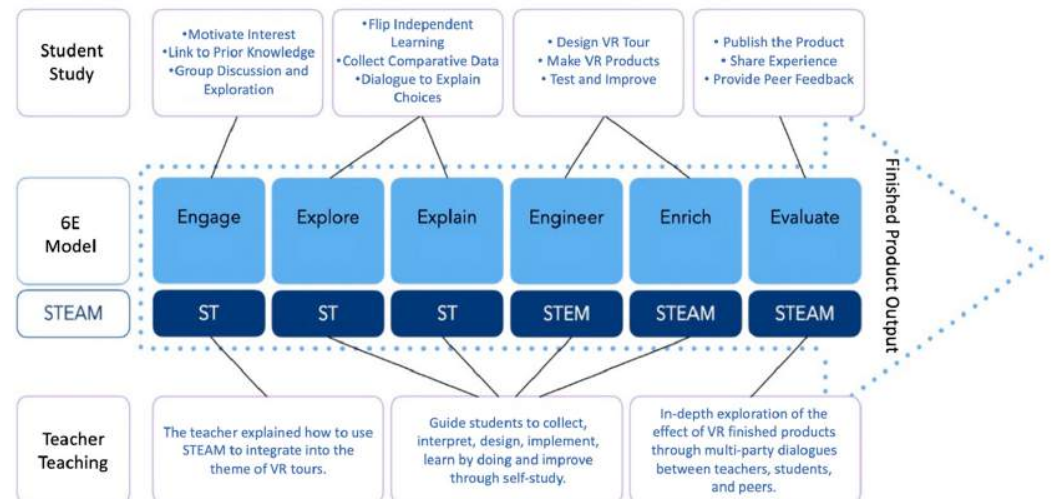 Student
Study
•Motivate Interest
•Link to Prior Knowledge
•Group Discussion and
Exploration
•Flip Independent
Learning
•Collect Comparative Data
•Dialogue to Explain
Choices
• Design VR Tour
• Make VR Products
• Test and Improve
• Publish the Product
• Share Experience
• Provide Peer Feedback
6E
Model
Engage
Explore
Explain
Engineer
Enrich
Evaluate
Finished Product Output
STEAM
ST
ST
ST
STEM
STEAM
STEAM
Teacher
Teaching
The teacher explained how to use
STEAM to integrate into the
theme of VR tours.
Guide students to collect,
interpret, design, implement,
learn by doing and improve
through self-study.
In-depth exploration of the
effect of VR finished products
through multi-party dialogues
between teachers, students,
and peers.